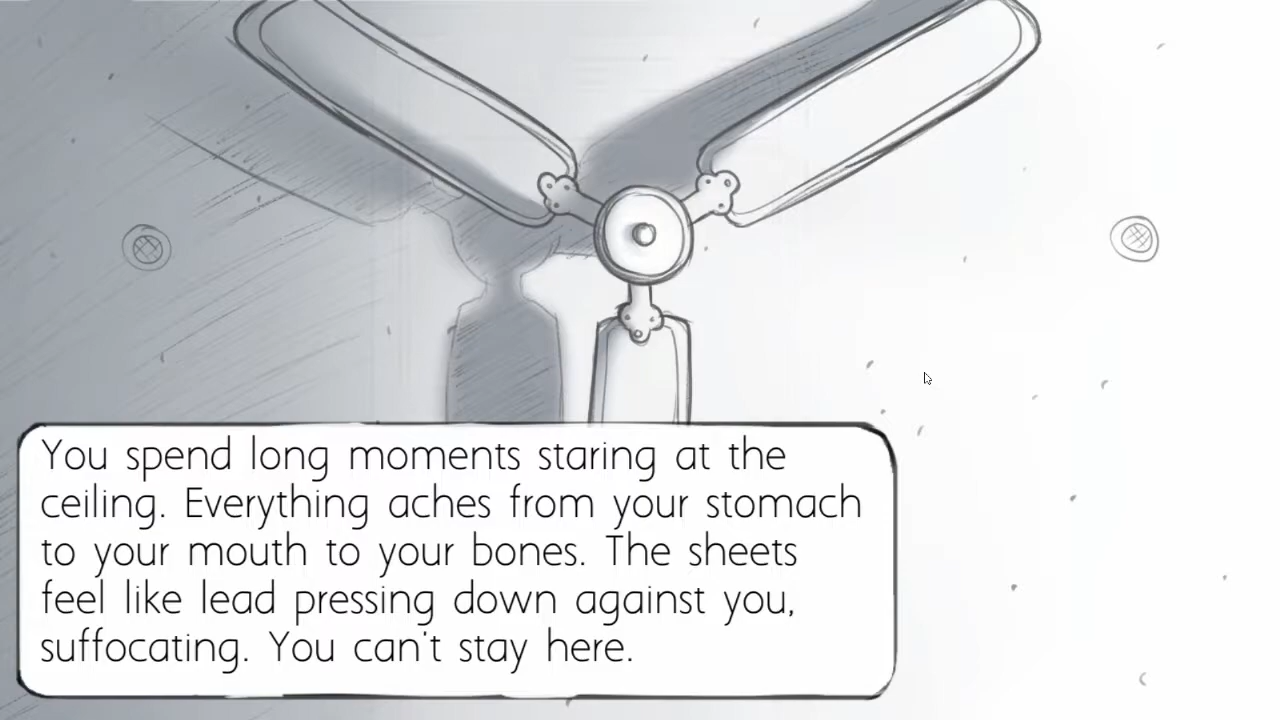 You spend long moments staring at the
ceiling. Everything aches from your stomach
to your mouth to your bones. The sheets
feel like lead pressing down against you,
suffocating. You can't stay here.